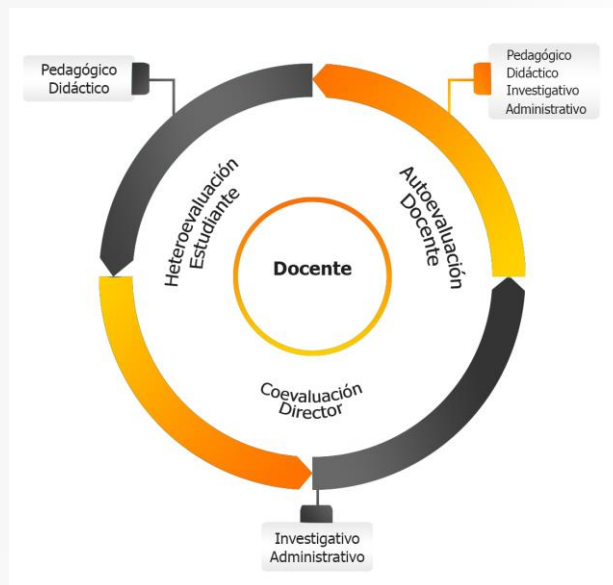 Pedagógico
Didáctico
Pedagógico
Didáctico
Investigativo
Administrativo
Heteroevaluación
Estudiante
Autoevaluación
Docente
Docente
Coevaluación
Director
Investigativo
Administrativo